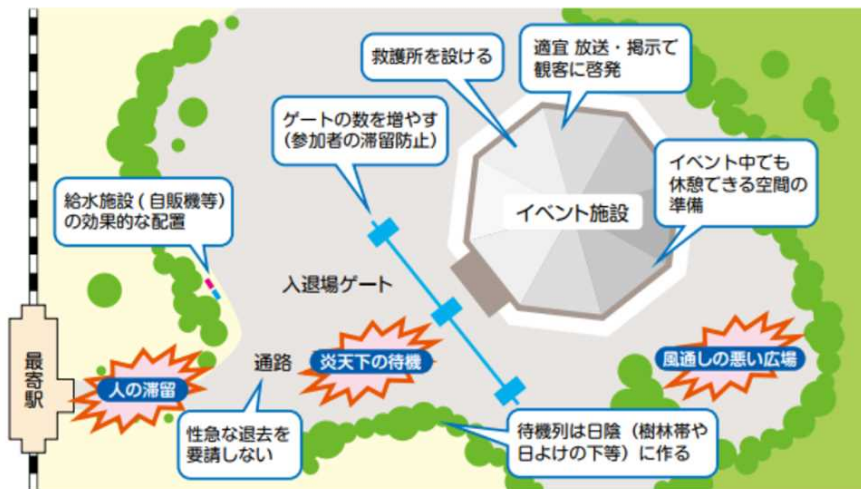 救護所を設ける
適宜 放送・掲示で
観客に啓発
ゲートの数を増やす
(参加者の滞留防止)
イベント中でも
休憩できる空間の
準備
給水施設(自販機等)
の効果的な配置
イベント施設
入退場ゲート
最寄駅
人の滞留
通路
炎天下の待機
風通しの悪い広場
性急な退去を
要請しない
待機列は日陰(樹林帯や
日よけの下等)に作る